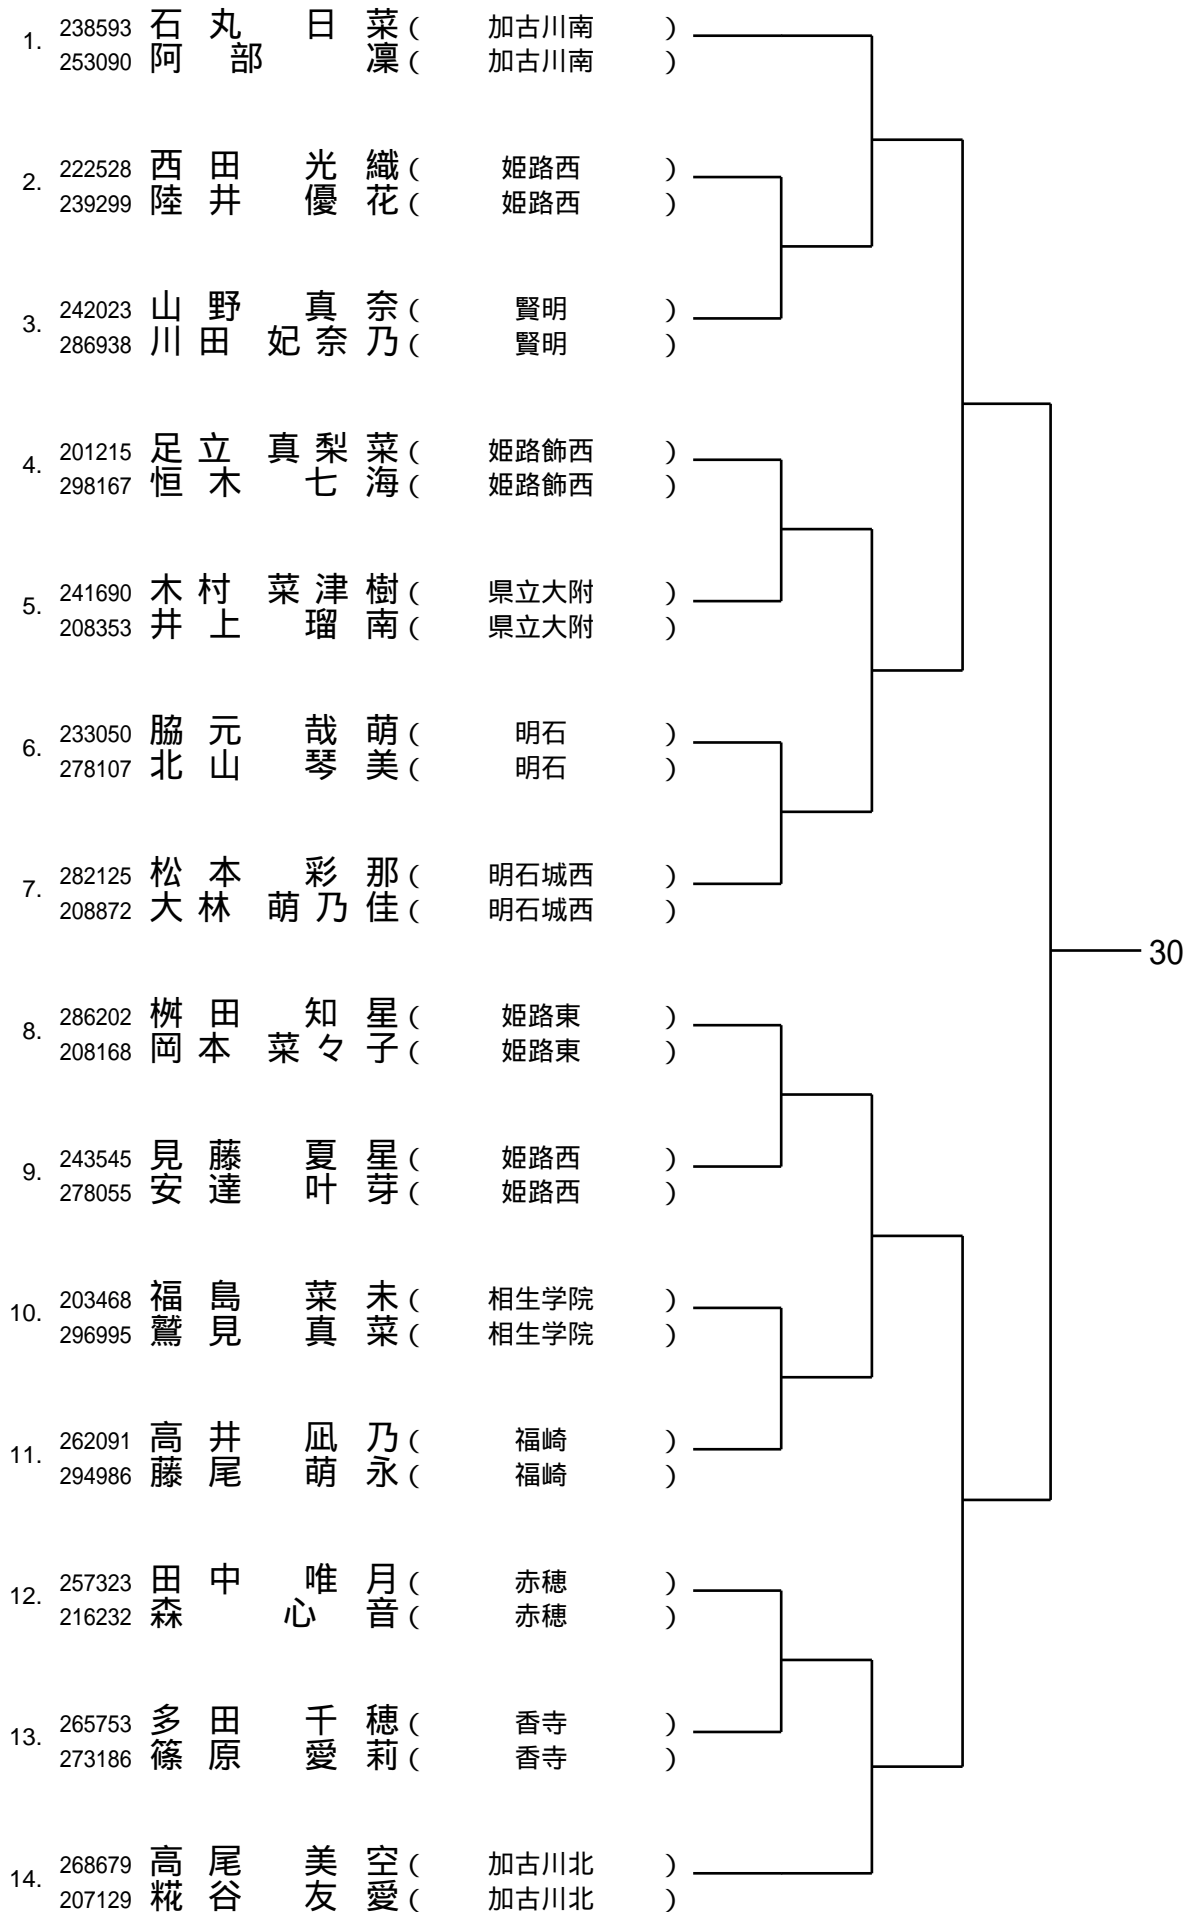 1. 238593 石丸 日菜 ( 加古川南 )
253090 阿部 凜 ( 加古川南 )
2. 222528 西田 光織 ( 姫路西 )
239299 陸井 優花 ( 姫路西 )
3. 242023 山野 真奈 ( 賢明 )
286938 川田 妃奈乃 ( 賢明 )
4. 201215 足立 真梨菜 ( 姫路飾西 )
298167 恒木 七海 ( 姫路飾西 )
5. 241690 木村 菜津樹 ( 県立大附 )
208353 井上 瑠南 ( 県立大附 )
6. 233050 脇元 哉萌 ( 明石 )
278107 北山 琴美 ( 明石 )
7. 282125 松本 彩那 ( 明石城西 )
208872 大林 萌乃佳 ( 明石城西 )
30
8. 286202 桝田 知星 ( 姫路東 )
208168 岡本 菜々子 ( 姫路東 )
9. 243545 見藤 夏星 ( 姫路西 )
278055 安達 叶芽 ( 姫路西 )
10. 203468 福島 菜未 ( 相生学院 )
296995 鷲見 真菜 ( 相生学院 )
11. 262091 高井 凪乃 ( 福崎 )
294986 藤尾 萌永 ( 福崎 )
12. 257323 田中 唯月 ( 赤穂 )
216232 森 心音 ( 赤穂 )
13. 265753 多田 千穂 ( 香寺 )
273186 篠原 愛莉 ( 香寺 )
14. 268679 高尾 美空 ( 加古川北 )
207129 糀谷 友愛 ( 加古川北 )